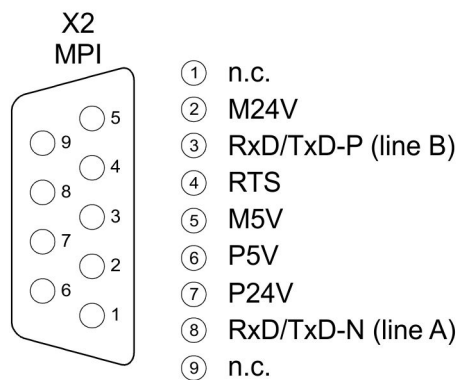 X2
MPI
5
9
4
8
3
7
2
6
1
1 n.c.
2 M24V
3 RxD/TxD-P (line B)
4 RTS
5 M5V
6 P5V
7 P24V
8 RxD/TxD-N (line A)
9 n.c.